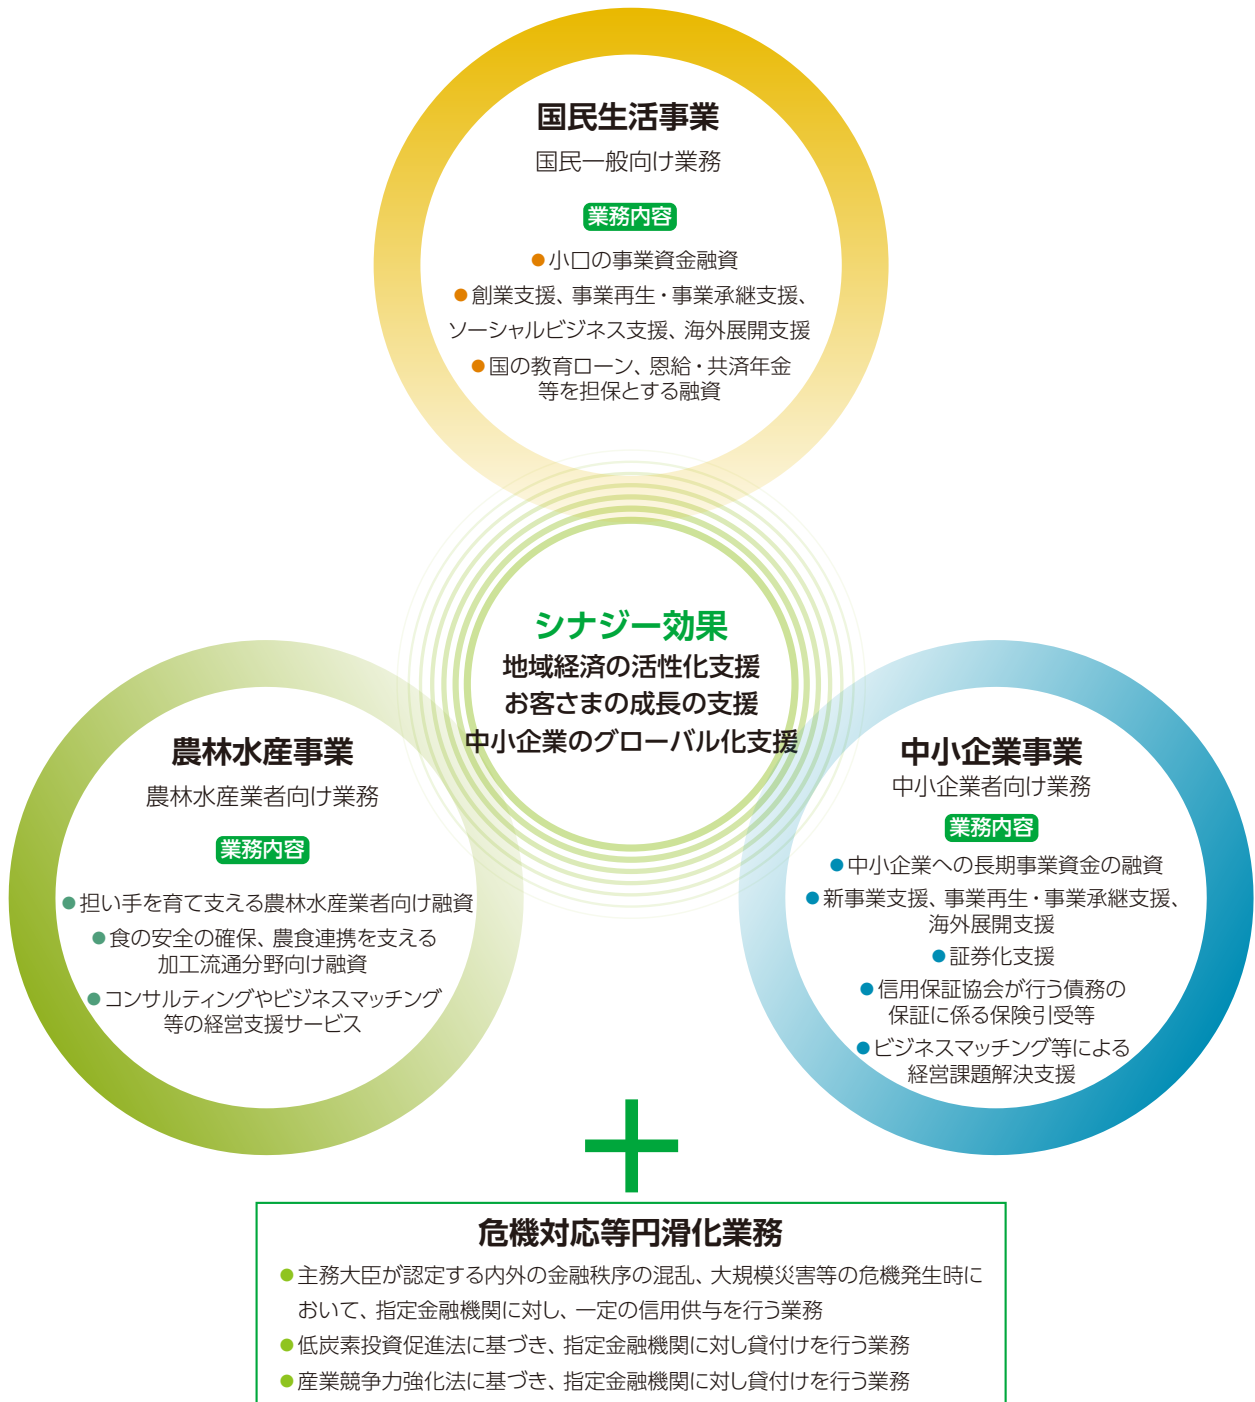 国民生活事業
国民一般向け業務
業務内容
●小口の事業資金融資
●創業支援、事業再生・事業承継支援、
ソーシャルビジネス支援、海外展開支援
●国の教育ローン、恩給・共済年金
等を担保とする融資
シナジー効果
地域経済の活性化支援
お客さまの成長の支援
中小企業のグローバル化支援
農林水産事業
農林水産業者向け業務
業務内容
●担い手を育て支える農林水産業者向け融資
●食の安全の確保、農食連携を支える
加工流通分野向け融資
●コンサルティングやビジネスマッチング
等の経営支援サービス
中小企業事業
中小企業者向け業務
業務内容
●中小企業への長期事業資金の融資
●新事業支援、事業再生・事業承継支援、
海外展開支援
●証券化支援
●信用保証協会が行う債務の
保証に係る保険引受等
●ビジネスマッチング等による
経営課題解決支援
危機対応等円滑化業務
●主務大臣が認定する内外の金融秩序の混乱、大規模災害等の危機発生時に
おいて、指定金融機関に対し、一定の信用供与を行う業務
●低炭素投資促進法に基づき、指定金融機関に対し貸付けを行う業務
●産業競争力強化法に基づき、指定金融機関に対し貸付けを行う業務